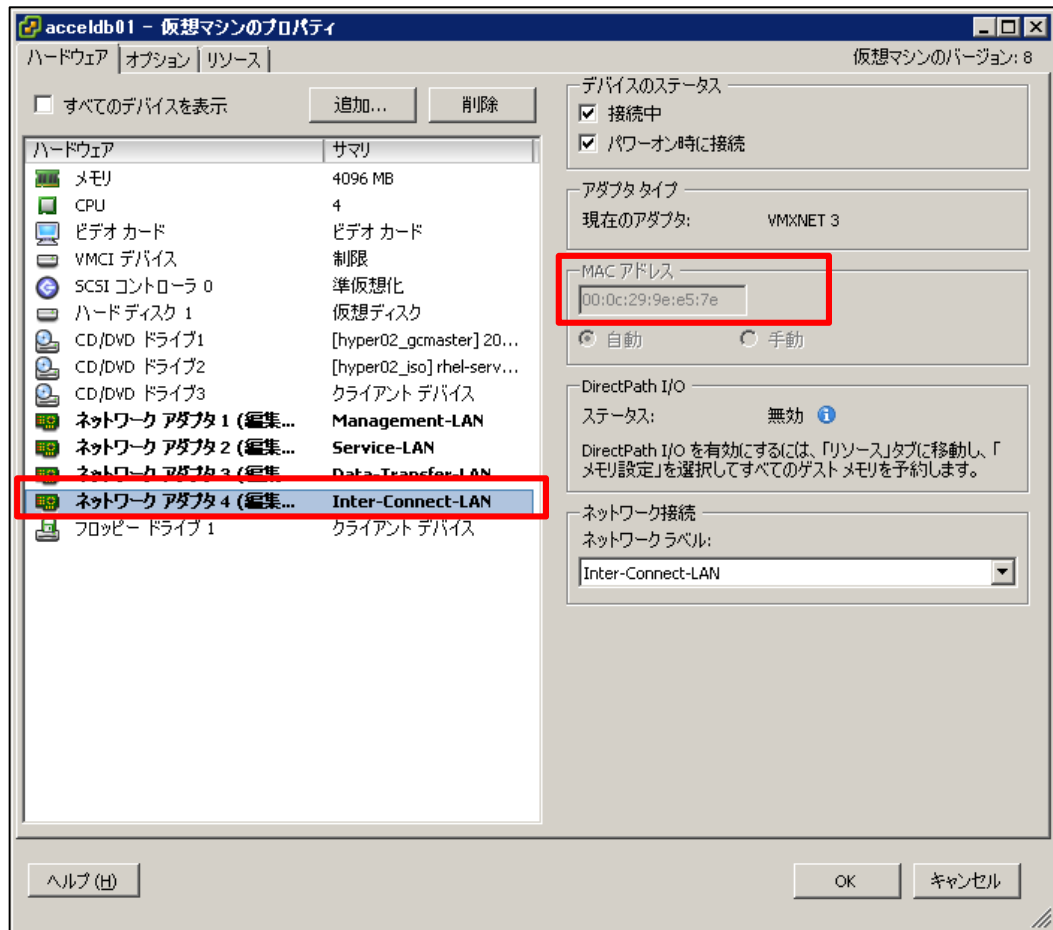 acceldb01 - 仮想マシンのプロパティ
ハードウェア オプション リソース
仮想マシンのバージョン: 8
すべてのデバイスを表示
追加... 削除
ハードウェア サマリ
メモリ 4096 MB
CPU 4
ビデオ カード ビデオ カード
VMCI デバイス 制限
SCSI コントローラ 0 準仮想化
ハード ディスク 1 仮想ディスク
CD/DVD ドライブ1 [hyper02_gcmaster] 20...
CD/DVD ドライブ2 [hyper02_iso] rhel-serv...
CD/DVD ドライブ3 クライアント デバイス
ネットワーク アダプタ 1 (編集... Management-LAN
ネットワーク アダプタ 2 (編集... Service-LAN
ネットワーク アダプタ 3 (編集... Data-Transfer-LAN
ネットワーク アダプタ 4 (編集... Inter-Connect-LAN
フロッピー ドライブ 1 クライアント デバイス
デバイスのステータス
接続中
パワーオン時に接続
アダプタ タイプ
現在のアダプタ: VMXNET 3
MAC アドレス
00:0c:29:9e:e5:7e
自動 手動
DirectPath I/O
ステータス: 無効
DirectPath I/O を有効にするには、「リソース」タブに移動し、「
メモリ設定」を選択してすべてのゲスト メモリを予約します。
ネットワーク接続
ネットワーク ラベル:
Inter-Connect-LAN
ヘルプ (H)
OK キャンセル